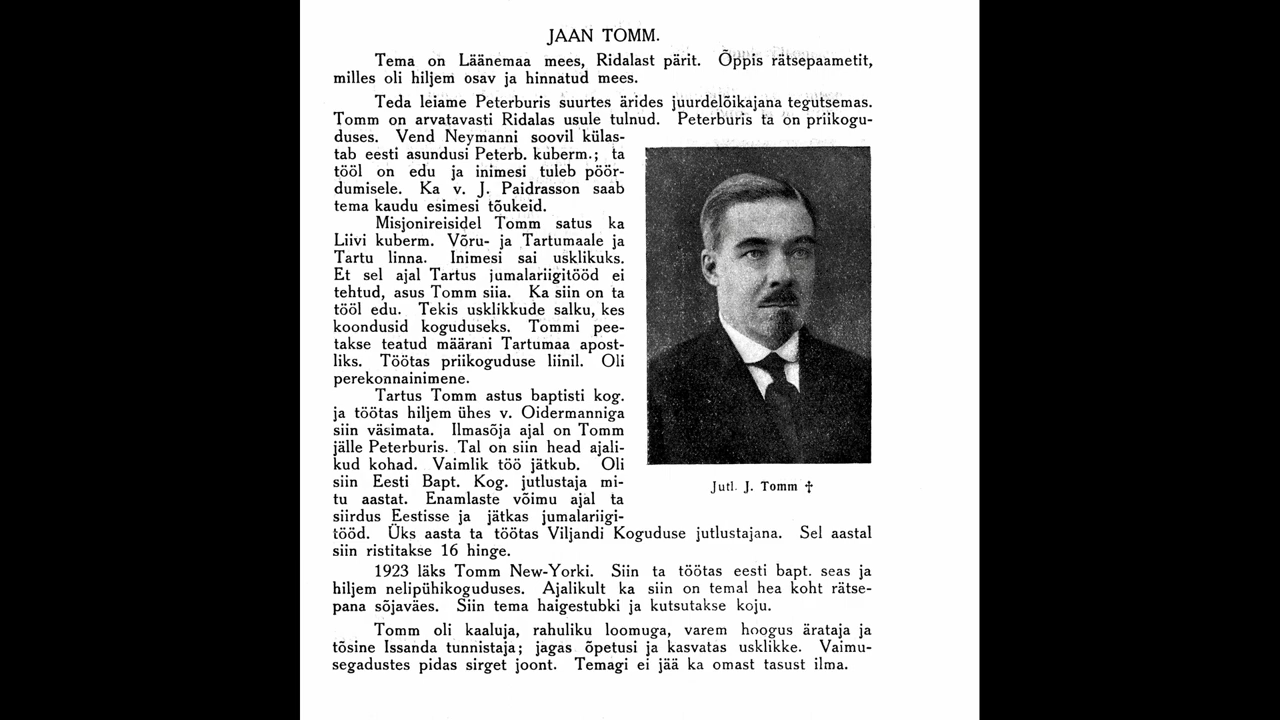 JAAN TOMM.
Tema on Läänemaa mees, Ridalast pärit. Õppis rätsepaametit,
milles oli hiljem osav ja hinnatud mees.
Teda leiame Peterburis suurtes ärides juurdelõikajana tegutsemas.
Tomm on arvatavasti Ridalas usule tulnud. Peterburis ta on priikogu-
duses. Vend Neymanni soovil külas-
tab eesti asundusi Peterb. kuberm.; ta
tööl on edu ja inimesi tuleb pöör-
dumisele. Ka v. J. Paidrasson saab
tema kaudu esimesi tõukeid.
Misjonireisidel Tomm satus ka
Liivi kuberm. Võru- ja Tartumaale ja
Tartu linna. Inimesi sai usklikuks.
Et sel ajal Tartus jumalariigitööd ei
tehtud, asus Tomm siia. Ka siin on ta
tööl edu. Tekis usklikkude salku, kes
koondusid koguduseks. Tommi pee-
takse teatud määrani Tartumaa apost-
liks. Töötas priikoguduse liinil. Oli
perekonnainimene.
Tartus Tomm astus baptisti kog.
ja töötas hiljem ühes v. Oidermanniga
siin väsimata. Ilmasõja ajal on Tomm
jälle Peterburis. Tal on siin head ajali-
kud kohad. Vaimlik töö jätkub. Oli
siin Eesti Bapt. Kog. jutlustaja mi-
tu aastat. Enamlaste võimu ajal ta
siirdus Eestisse ja jätkas jumalariigi-
tööd. Üks aasta ta töötas Viljandi Koguduse jutlustajana. Sel aastal
siin ristitakse 16 hinge.
Jutl. J. Tomm †
1923 läks Tomm New-Yorki. Siin ta töötas eesti bapt. seas ja
hiljem nelipühikoguduses. Ajalikult ka siin on temal hea koht rätse-
pana sõjaväes. Siin tema haigestubki ja kutsutakse koju.
Tomm oli kaaluja, rahuliku loomuga, varem hoogus ärataja ja
tõsine Issanda tunnistaja; jagas õpetusi ja kasvatas usklikke. Vaimu-
segadustes pidas sirget joont. Temagi ei jää ka omast tasust ilma.